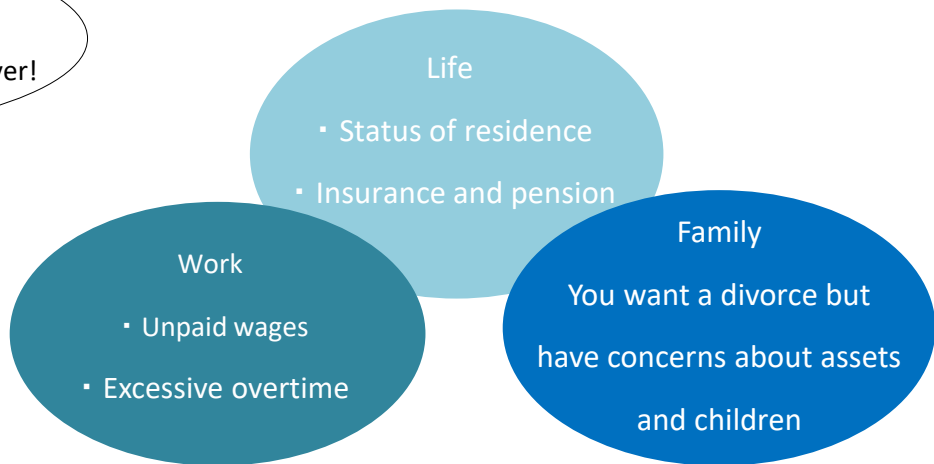 ver!
Life
・Status of residence
・Insurance and pension
Work
・Unpaid wages
・Excessive overtime
Family
You want a divorce but
have concerns about assets
and children